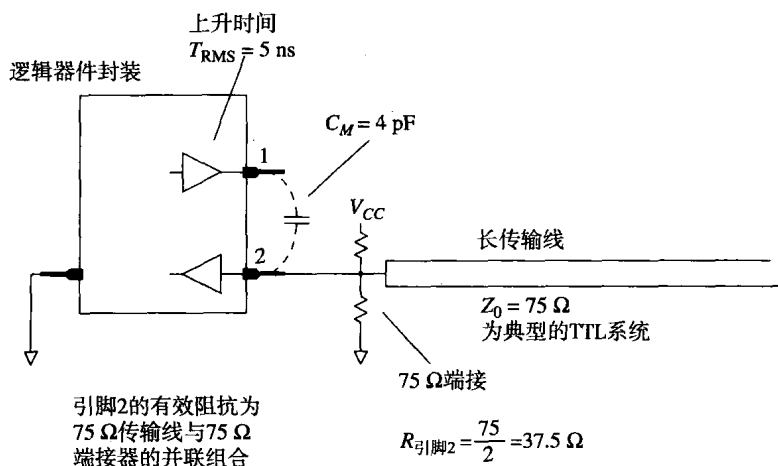 上升时间
T_RMS = 5 ns
逻辑器件封装
C_M = 4 pF
1
V_CC
2
长传输线
Z_0 = 75 Ω
为典型的TTL系统
75 Ω端接
引脚2的有效阻抗为
75 Ω传输线与75 Ω
端接器的并联组合
R_引脚2 = 75/2 =37.5 Ω